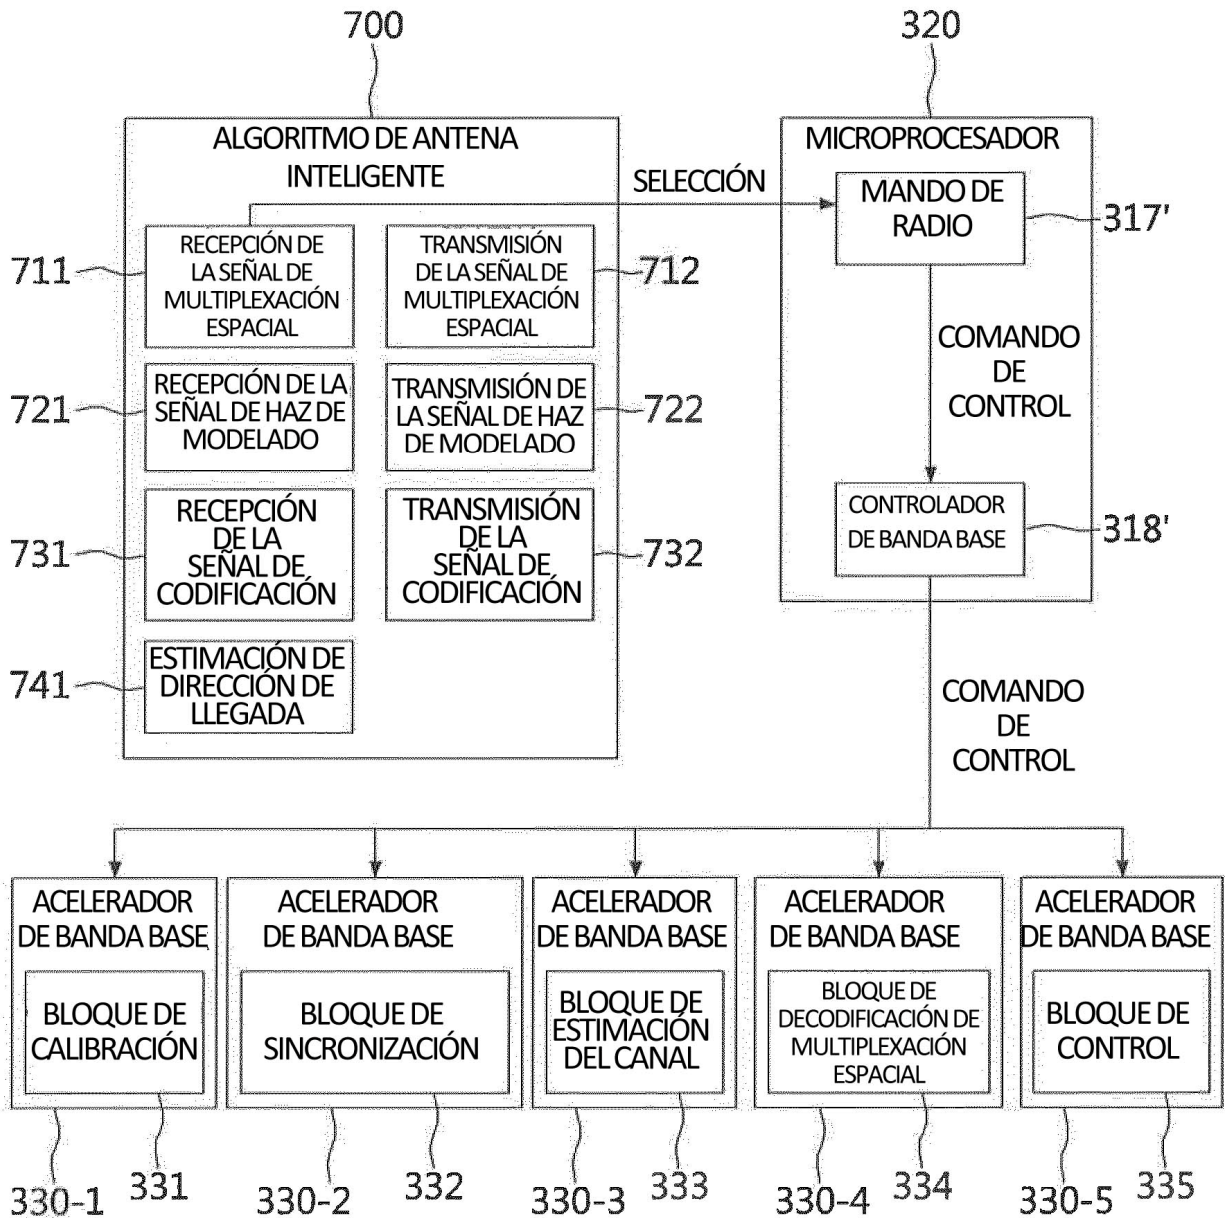 700
320
ALGORITMO DE ANTENA
INTELIGENTE
SELECCIÓN
MICROPROCESADOR
MANDO DE
RADIO
317'
711
RECEPCIÓN DE
LA SEÑAL DE
MULTIPLEXACIÓN
ESPACIAL
TRANSMISIÓN
DE LA SEÑAL DE
MULTIPLEXACIÓN
ESPACIAL
712
COMANDO
DE
CONTROL
721
RECEPCIÓN DE LA
SEÑAL DE HAZ DE
MODELADO
TRANSMISIÓN DE
LA SEÑAL DE HAZ
DE MODELADO
722
CONTROLADOR
DE BANDA BASE
318'
731
RECEPCIÓN
DE LA
SEÑAL DE
CODIFICACIÓN
TRANSMISIÓN
DE LA
SEÑAL DE
CODIFICACIÓN
732
741
ESTIMACIÓN DE
DIRECCIÓN DE
LLEGADA
COMANDO
DE
CONTROL
ACELERADOR
DE BANDA BASE
BLOQUE DE
CALIBRACIÓN
ACELERADOR
DE BANDA BASE
BLOQUE DE
SINCRONIZACIÓN
ACELERADOR
DE BANDA BASE
BLOQUE DE
ESTIMACIÓN
DEL CANAL
ACELERADOR
DE BANDA BASE
BLOQUE DE
DECODIFICACIÓN DE
MULTIPLEXACIÓN
ESPACIAL
ACELERADOR
DE BANDA BASE
BLOQUE DE
CONTROL
330-1
331
330-2
332
330-3
333
330-4
334
330-5
335